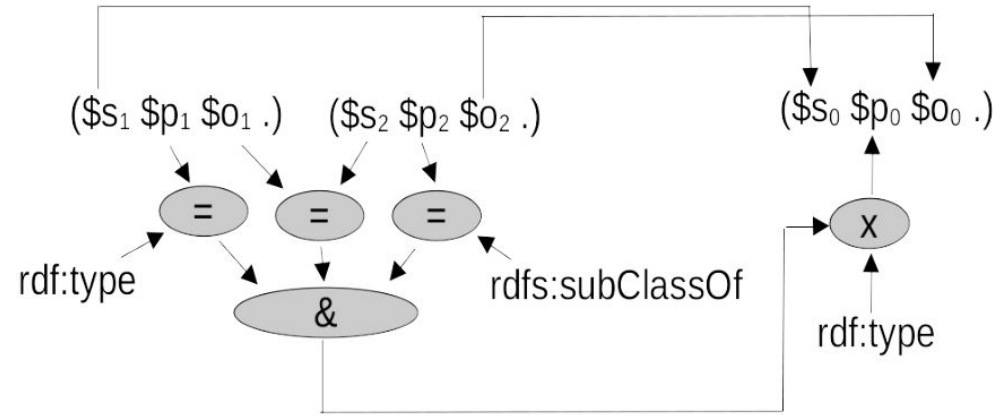 ($s₁ $p₁ $o₁ .) ($s₂ $p₂ $o₂ .) ($s₀ $p₀ $o₀ .)
= = = x
rdf:type rdfs:subClassOf
& rdf:type